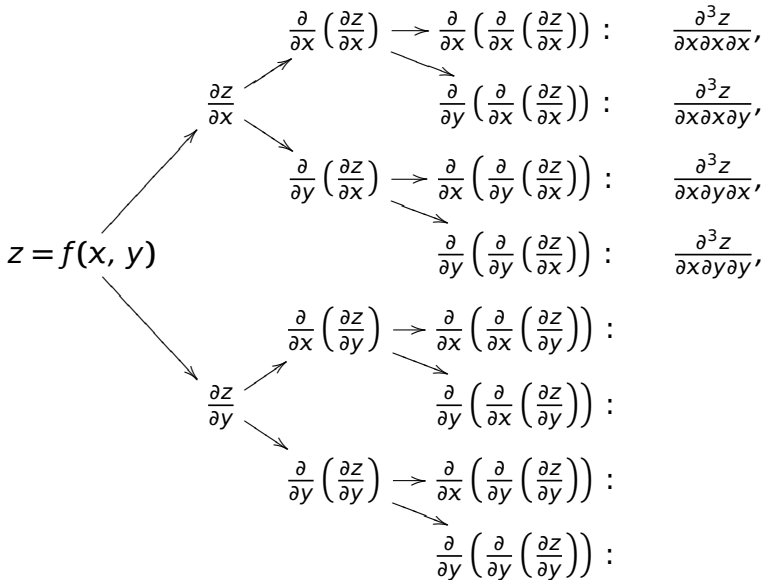 ∂/∂x (∂z/∂x) → ∂/∂x (∂/∂x (∂z/∂x)) : ∂³z/∂x∂x∂x,
∂z/∂x ∂/∂y (∂/∂x (∂z/∂x)) : ∂³z/∂x∂x∂y,
∂/∂y (∂z/∂x) → ∂/∂x (∂/∂y (∂z/∂x)) : ∂³z/∂x∂y∂x,
z = f(x, y) ∂/∂y (∂/∂y (∂z/∂x)) : ∂³z/∂x∂y∂y,
∂/∂x (∂z/∂y) → ∂/∂x (∂/∂x (∂z/∂y)) :
∂z/∂y ∂/∂y (∂/∂x (∂z/∂y)) :
∂/∂y (∂z/∂y) → ∂/∂x (∂/∂y (∂z/∂y)) :
∂/∂y (∂/∂y (∂z/∂y)) :